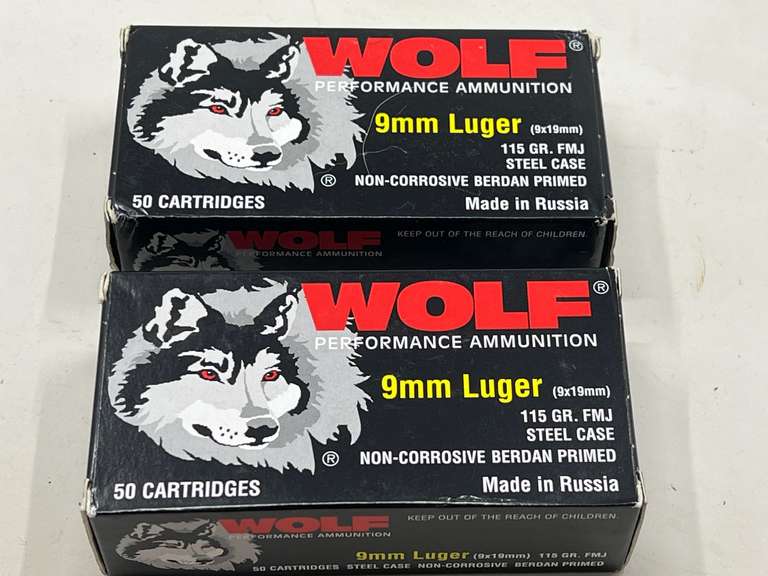 WOLF®
PERFORMANCE AMMUNITION
9mm Luger (9x19mm)
115 GR. FMJ
STEEL CASE
® NON-CORROSIVE BERDAN PRIMED
50 CARTRIDGES Made in Russia
WOLF KEEP OUT OF THE REACH OF CHILDREN.
PERFORMANCE AMMUNITION
WOLF®
PERFORMANCE AMMUNITION
9mm Luger (9x19mm)
115 GR. FMJ
STEEL CASE
® NON-CORROSIVE BERDAN PRIMED
50 CARTRIDGES Made in Russia
WOLF KEEP OUT OF THE REACH OF CHILDREN.
PERFORMANCE AMMUNITION
9mm Luger (9x19mm) 115 GR. FMJ
50 CARTRIDGES STEEL CASE NON-CORROSIVE BERDAN PRIMED